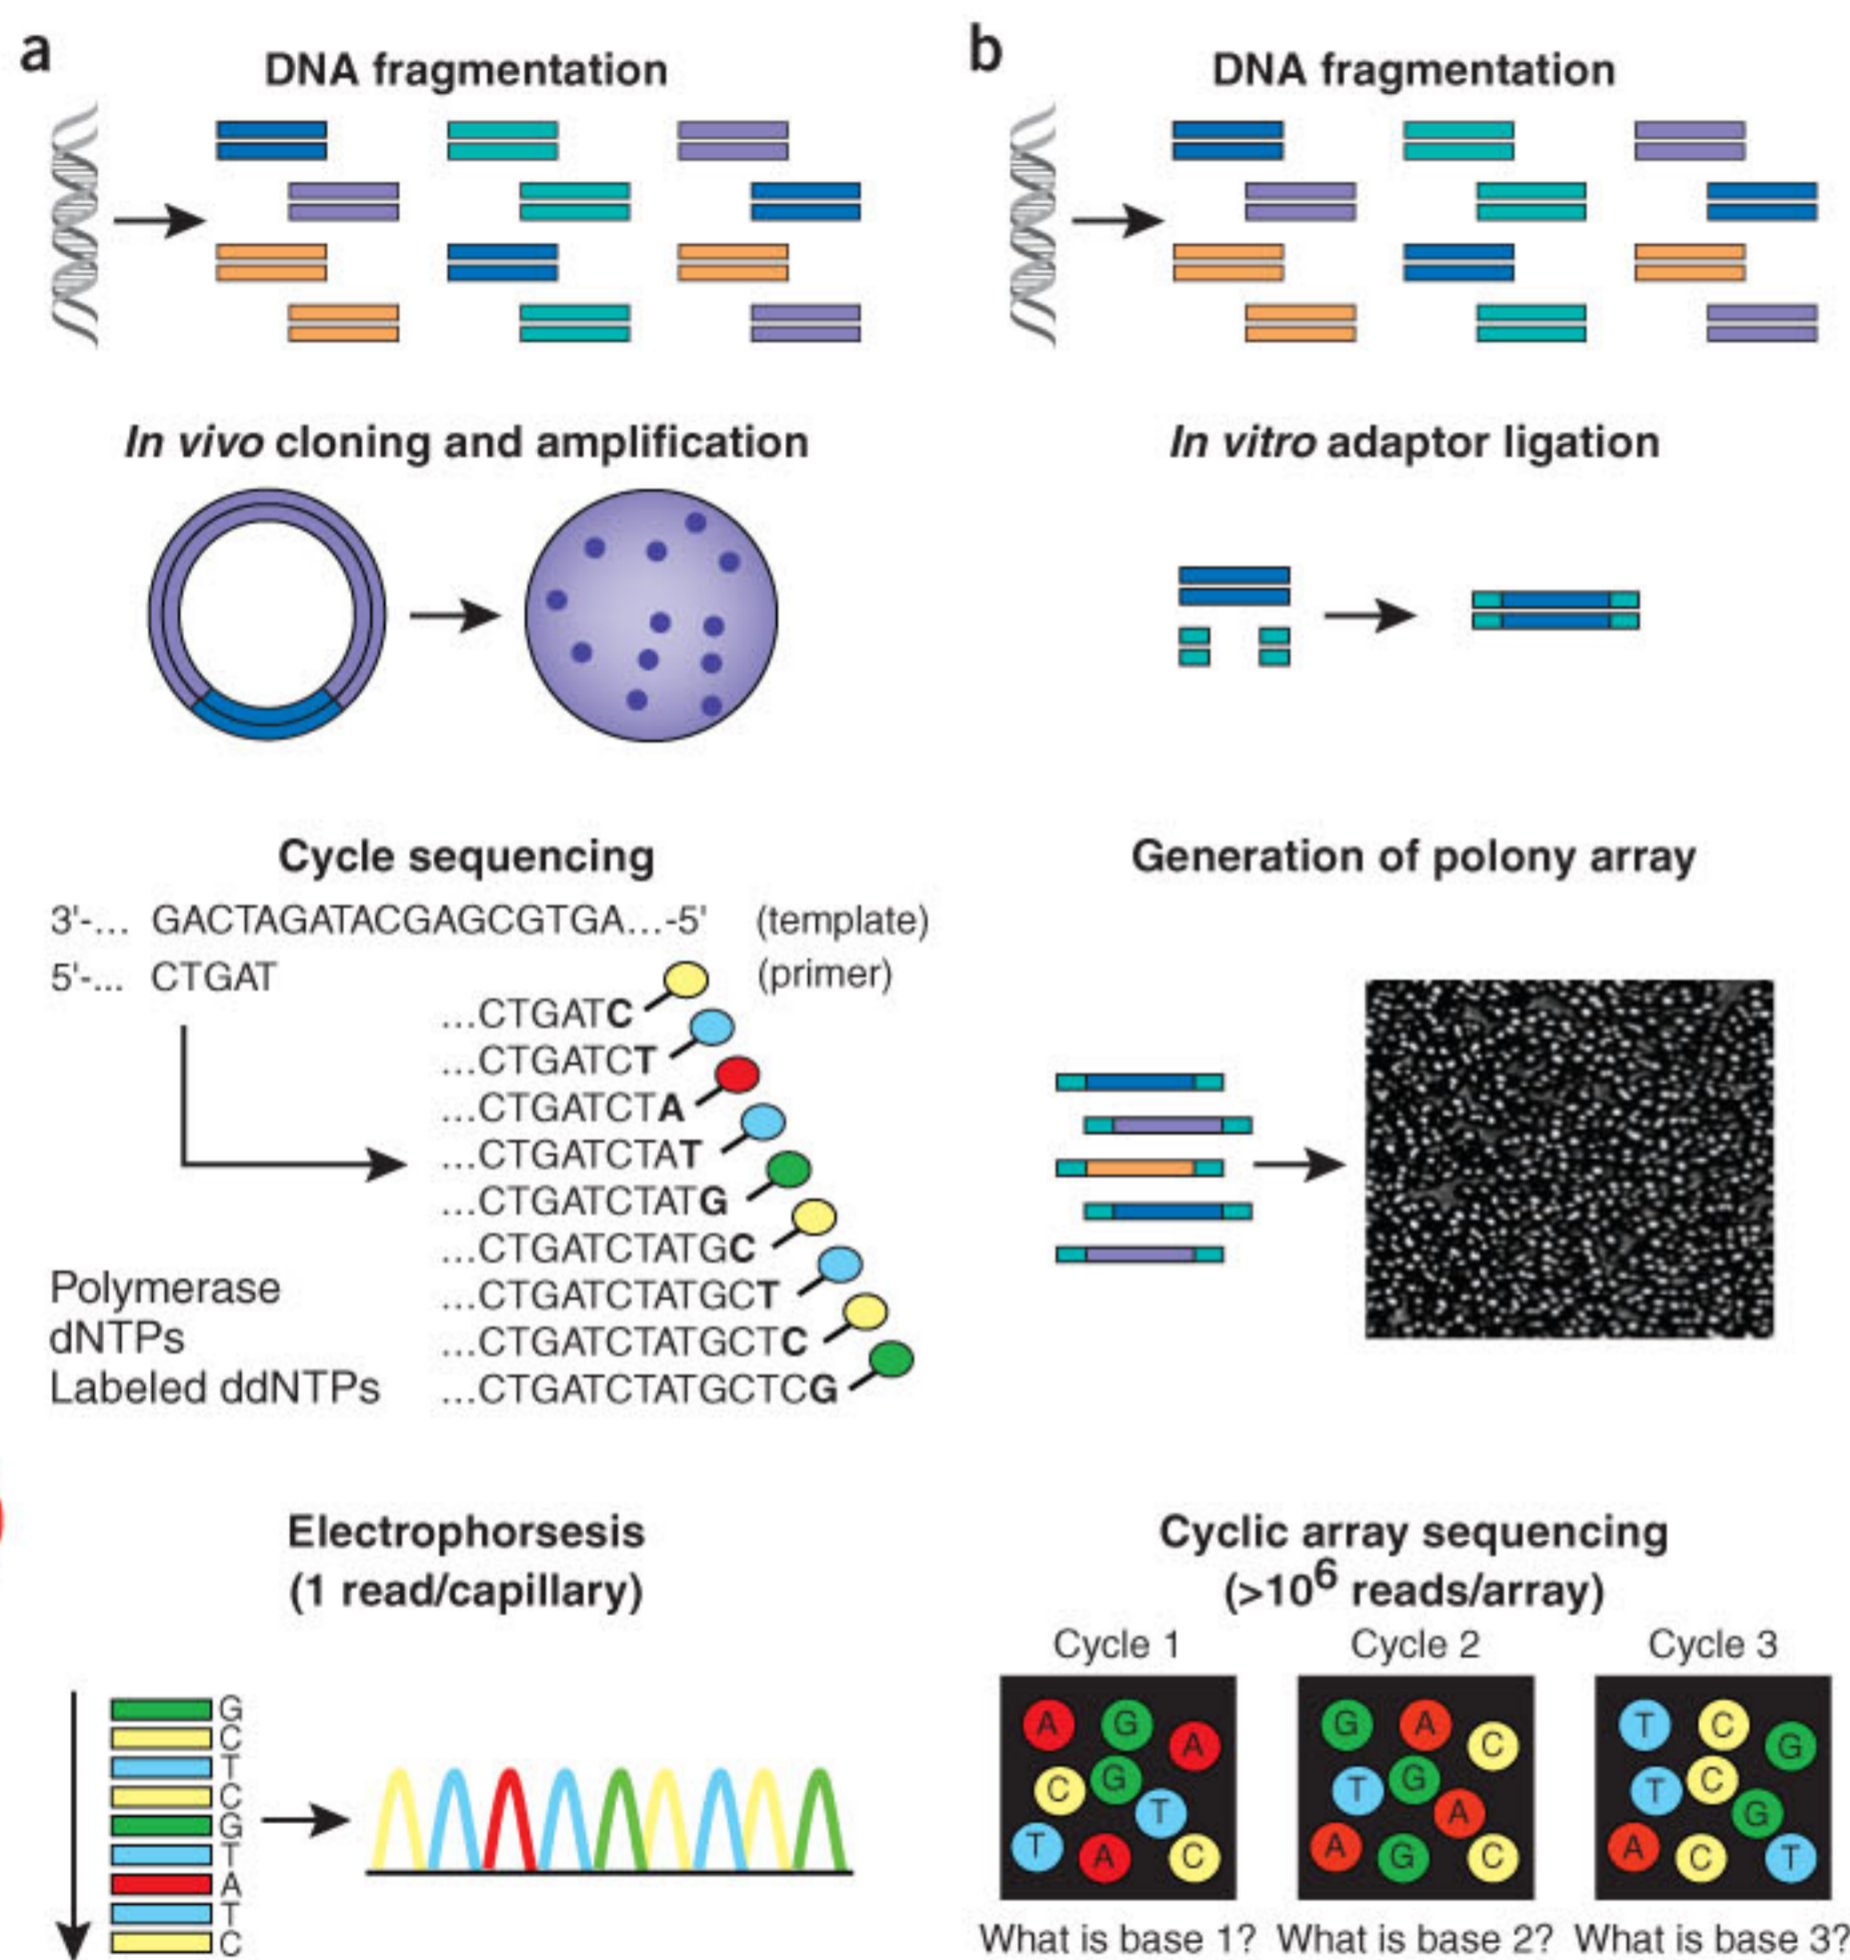 a
DNA fragmentation
In vivo cloning and amplification
Cycle sequencing
3'-... GACTAGATACGAGCGTGA...-5' (template)
5'-... CTGAT (primer)
...CTGATC
...CTGATCT
...CTGATCTA
...CTGATCTAT
...CTGATCTATG
...CTGATCTATGC
...CTGATCTATGCT
...CTGATCTATGCTC
...CTGATCTATGCTCG
Polymerase
dNTPs
Labeled ddNTPs
Electrophorsesis
(1 read/capillary)
G
C
T
C
G
T
A
T
C
b
DNA fragmentation
In vitro adaptor ligation
Generation of polony array
Cyclic array sequencing
(>10⁶ reads/array)
Cycle 1
A G A
C G T
T A C
What is base 1?
Cycle 2
G A C
T G A
A G C
What is base 2?
Cycle 3
T C G
T C G
A C T
What is base 3?